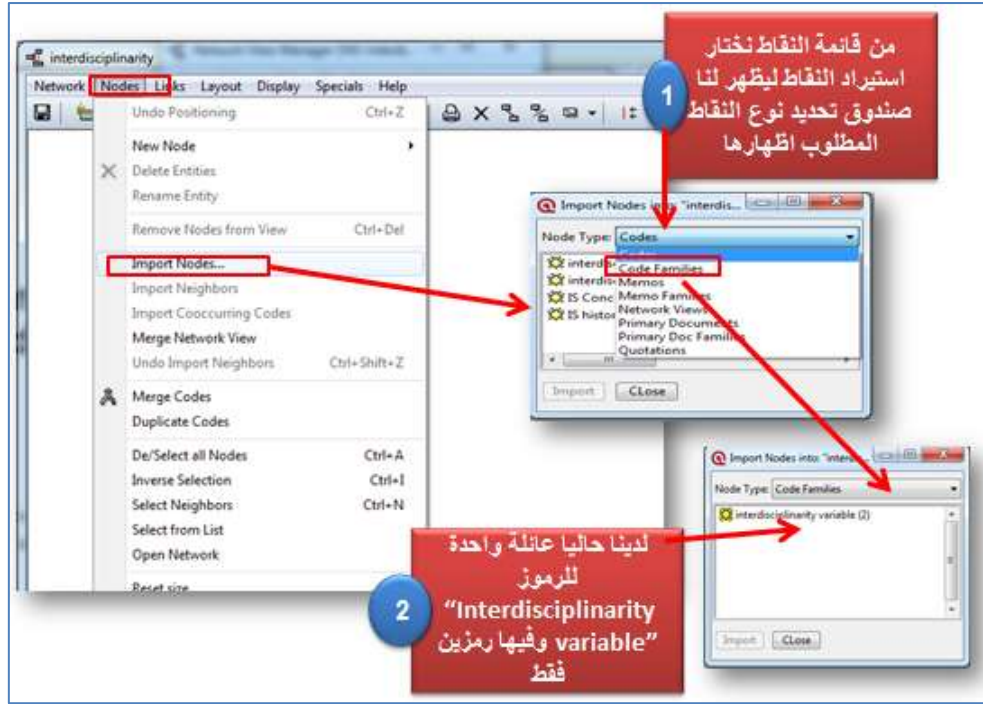 interdisciplinarity
Network Nodes Links Layout Display Specials Help
Undo Positioning Ctrl+Z
New Node
Delete Entities
Rename Entity
Remove Nodes from View Ctrl+Del
Import Nodes...
Import Neighbors
Import Cooccurring Codes
Merge Network View
Undo Import Neighbors Ctrl+Shift+Z
Merge Codes
Duplicate Codes
De/Select all Nodes Ctrl+A
Inverse Selection Ctrl+I
Select Neighbors Ctrl+N
Select from List
Open Network
Reset size
1
من قائمة النقاط نختار
استيراد النقاط ليظهر لنا
صندوق تحديد نوع النقاط
المطلوب اظهارها
Import Nodes into: "interdis...
Node Type: Codes
Code Families
Memos
Memo Families
Network Views
Primary Documents
Primary Doc Families
Quotations
interdis
interdis
IS Conc
IS histor
Import CLose
2
لدينا حاليا عائلة واحدة
للرموز
“Interdisciplinarity
variable” وفيها رمزين
فقط
Import Nodes into: "interdi...
Node Type: Code Families
interdisciplinarity variable (2)
Import CLose